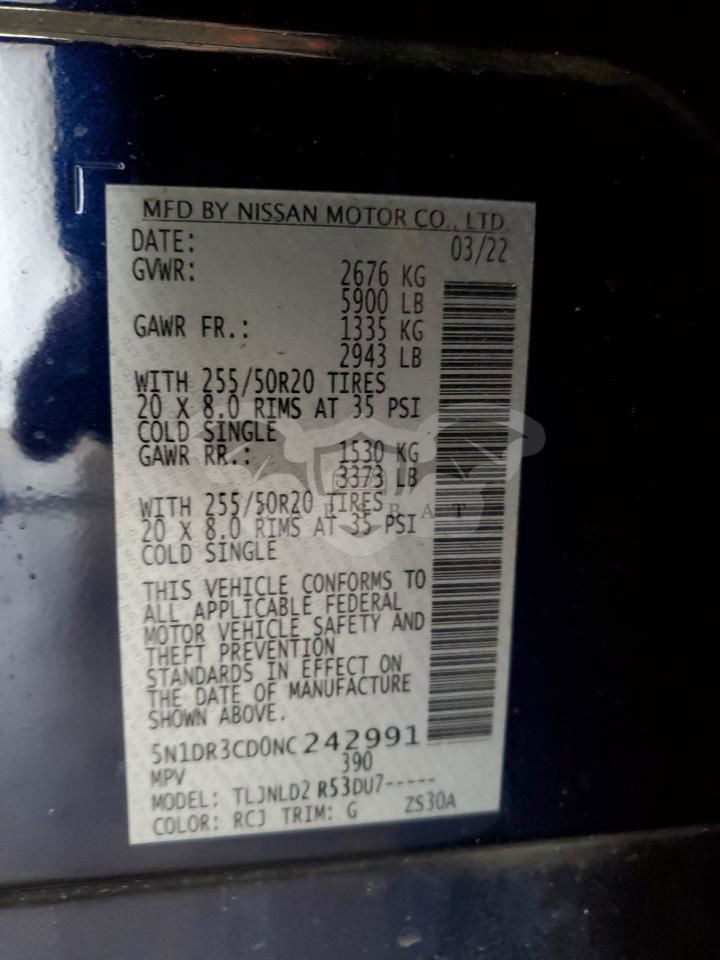 MFD BY NISSAN MOTOR CO., LTD.
DATE: 03/22
GVWR: 2676 KG
5900 LB
GAWR FR.: 1335 KG
2943 LB
WITH 255/50R20 TIRES
20 X 8.0 RIMS AT 35 PSI
COLD SINGLE
GAWR RR.: 1530 KG
3373 LB
WITH 255/50R20 TIRES
20 X 8.0 RIMS AT 35 PSI
COLD SINGLE
THIS VEHICLE CONFORMS TO
ALL APPLICABLE FEDERAL
MOTOR VEHICLE SAFETY AND
THEFT PREVENTION
STANDARDS IN EFFECT ON
THE DATE OF MANUFACTURE
SHOWN ABOVE.
5N1DR3CD0NC242991
MPV 390
MODEL: TLJNLD2 R53DU7-----
COLOR: RCJ TRIM: G ZS30A